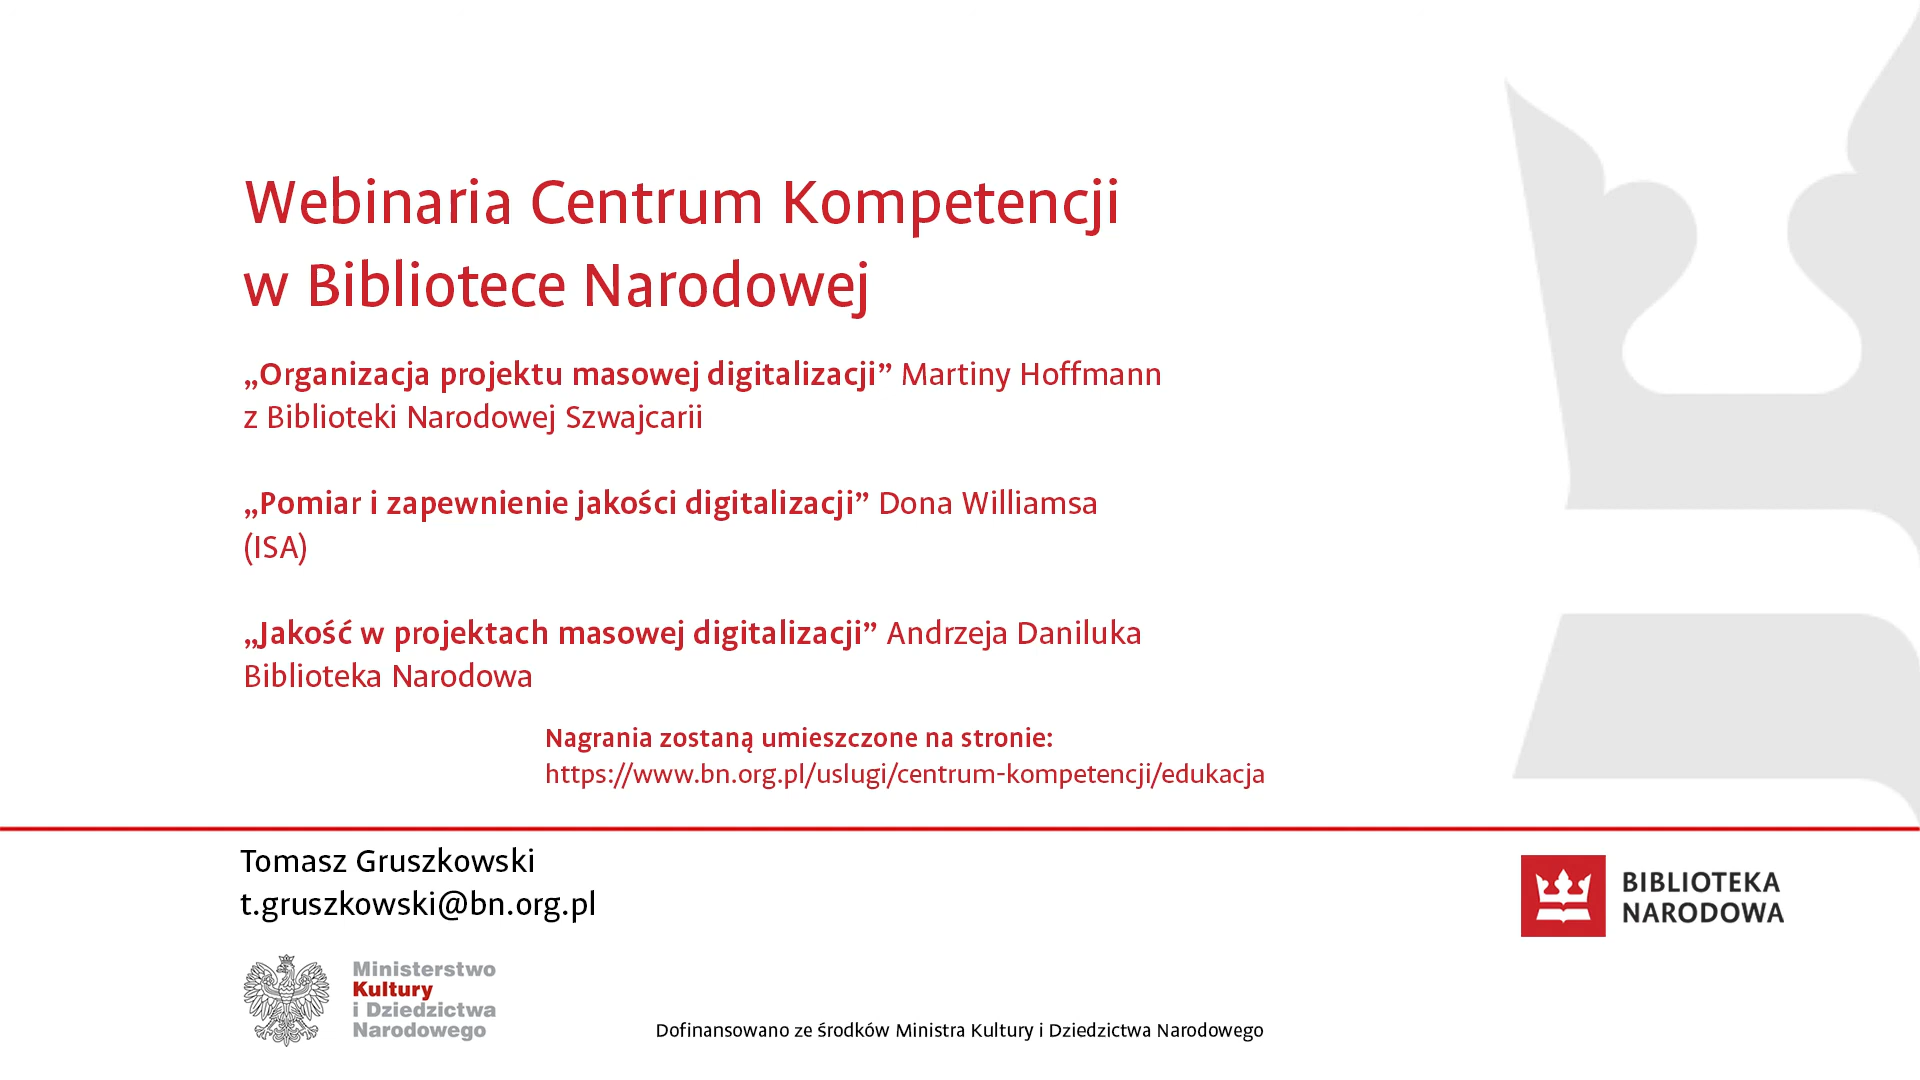 Webinaria Centrum Kompetencji
w Bibliotece Narodowej
„Organizacja projektu masowej digitalizacji” Martiny Hoffmann
z Biblioteki Narodowej Szwajcarii
„Pomiar i zapewnienie jakości digitalizacji” Dona Williamsa
(ISA)
„Jakość w projektach masowej digitalizacji” Andrzeja Daniluka
Biblioteka Narodowa
Nagrania zostaną umieszczone na stronie:
https://www.bn.org.pl/uslugi/centrum-kompetencji/edukacja
Tomasz Gruszkowski
t.gruszkowski@bn.org.pl
BIBLIOTEKA
NARODOWA
Ministerstwo
Kultury
i Dziedzictwa
Narodowego
Dofinansowano ze środków Ministra Kultury i Dziedzictwa Narodowego